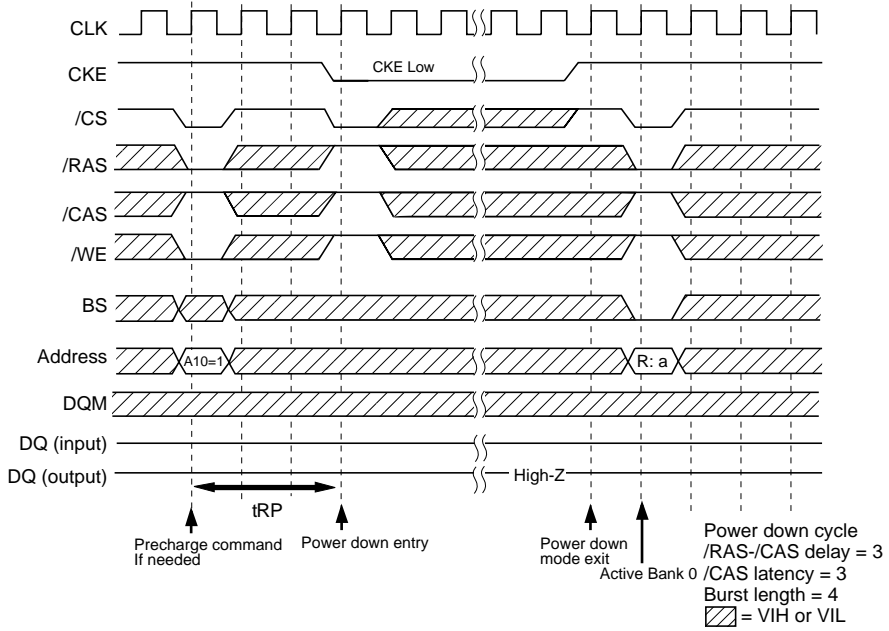 CLK
CKE
CKE Low
/CS
/RAS
/CAS
/WE
BS
Address
A10=1
R: a
DQM
DQ (input)
DQ (output)
High-Z
tRP
Precharge command
If needed
Power down entry
Power down
mode exit
Active Bank 0
Power down cycle
/RAS-/CAS delay = 3
/CAS latency = 3
Burst length = 4
= VIH or VIL